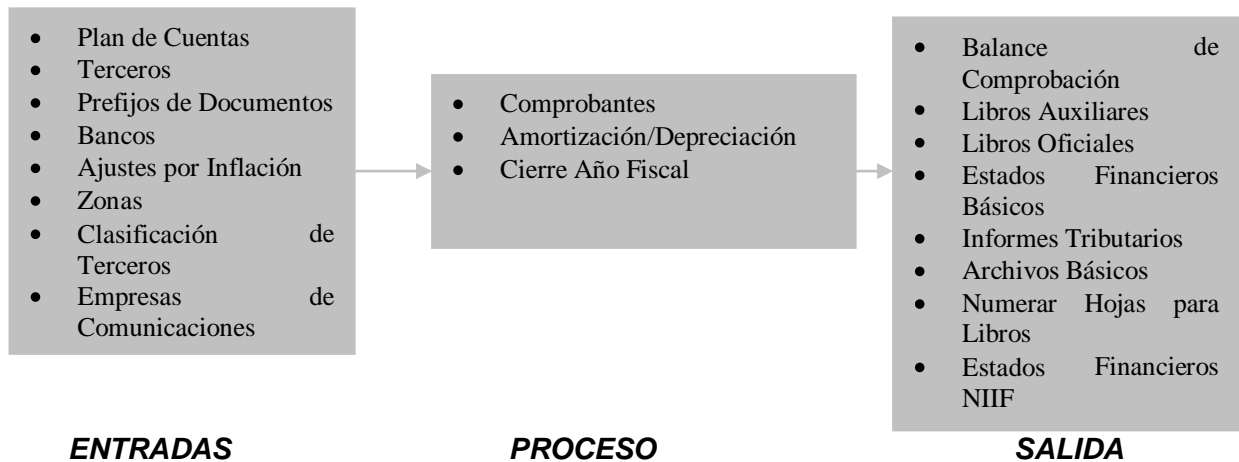 • Plan de Cuentas
• Terceros
• Prefijos de Documentos
• Bancos
• Ajustes por Inflación
• Zonas
• Clasificación de
Terceros
• Empresas de
Comunicaciones
• Comprobantes
• Amortización/Depreciación
• Cierre Año Fiscal
• Balance de
Comprobación
• Libros Auxiliares
• Libros Oficiales
• Estados Financieros
Básicos
• Informes Tributarios
• Archivos Básicos
• Numerar Hojas para
Libros
• Estados Financieros
NIIF
ENTRADAS
PROCESO
SALIDA